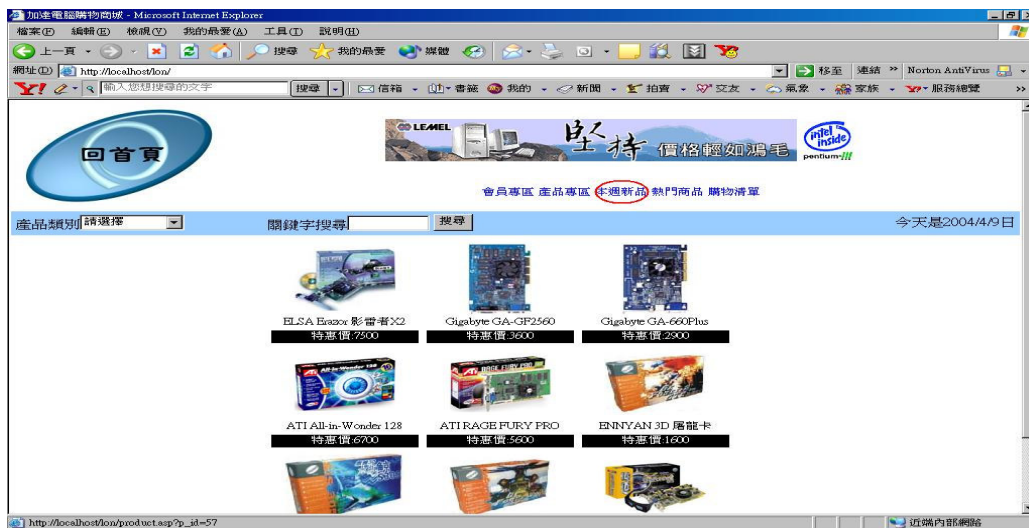 加達電腦購物商城 - Microsoft Internet Explorer
檔案(F) 編輯(E) 檢視(V) 我的最愛(A) 工具(T) 說明(H)
上一頁 搜尋 我的最愛 媒體
網址(D) http://localhost/lon/ 移至 連結 » Norton AntiVirus
Y! 輸入您想搜尋的文字 搜尋 信箱 書籤 我的 新聞 拍賣 交友 氣象 家族 服務總覽 »
回首頁
LEMEL 堅持 價格輕如鴻毛 intel inside pentium///
會員專區 產品專區 本週新品 熱門商品 購物清單
產品類別 請選擇 關鍵字搜尋 搜尋 今天是2004/4/9日
ELSA Erazor 影雷者X2 Gigabyte GA-GF2560 Gigabyte GA-660Plus
特惠價:7500 特惠價:3600 特惠價:2900
All-in-Wonder 128 ATI RAGE FURY PRO
ATI All-in-Wonder 128 ATI RAGE FURY PRO ENNYAN 3D 屠龍卡
特惠價:6700 特惠價:5600 特惠價:1600
http://localhost/lon/product.asp?p_id=57 近端內部網路